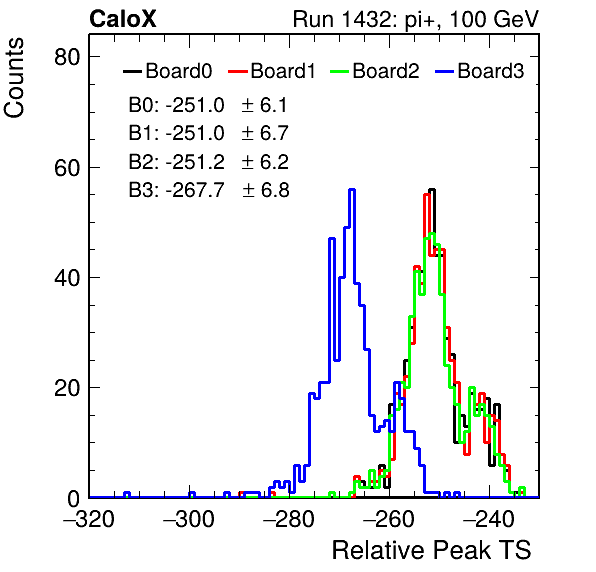 CaloX Run 1432: pi+, 100 GeV
Counts
80
60
40
20
0
Board0 Board1 Board2 Board3
B0: -251.0 ± 6.1
B1: -251.0 ± 6.7
B2: -251.2 ± 6.2
B3: -267.7 ± 6.8
−320 −300 −280 −260 −240
Relative Peak TS